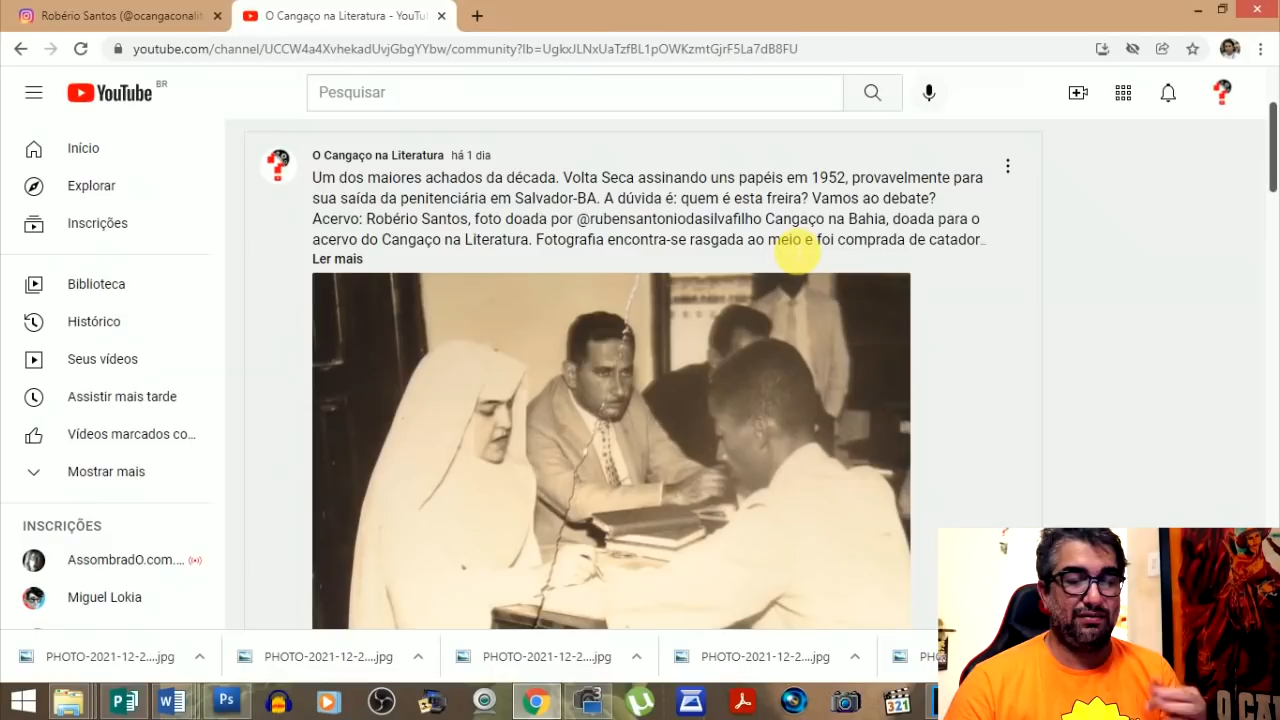 Robério Santos (@ocangaconalit
O Cangaço na Literatura - YouTu
youtube.com/channel/UCCW4a4XvhekadUvjGbgYYbw/community?lb=UgkxJLNxUaTzfBL1pOWKzmtGjrF5La7dB8FU
YouTube BR
Pesquisar
Início
Explorar
Inscrições
Biblioteca
Histórico
Seus vídeos
Assistir mais tarde
Vídeos marcados co...
Mostrar mais
INSCRIÇÕES
AssombradO.com....
Miguel Lokia
O Cangaço na Literatura há 1 dia
Um dos maiores achados da década. Volta Seca assinando uns papéis em 1952, provavelmente para
sua saída da penitenciária em Salvador-BA. A dúvida é: quem é esta freira? Vamos ao debate?
Acervo: Robério Santos, foto doada por @rubensantoniodasilvafilho Cangaço na Bahia, doada para o
acervo do Cangaço na Literatura. Fotografia encontra-se rasgada ao meio e foi comprada de catador...
Ler mais
PHOTO-2021-12-2....jpg
PHOTO-2021-12-2....jpg
PHOTO-2021-12-2....jpg
PHOTO-2021-12-2....jpg
Ps
321